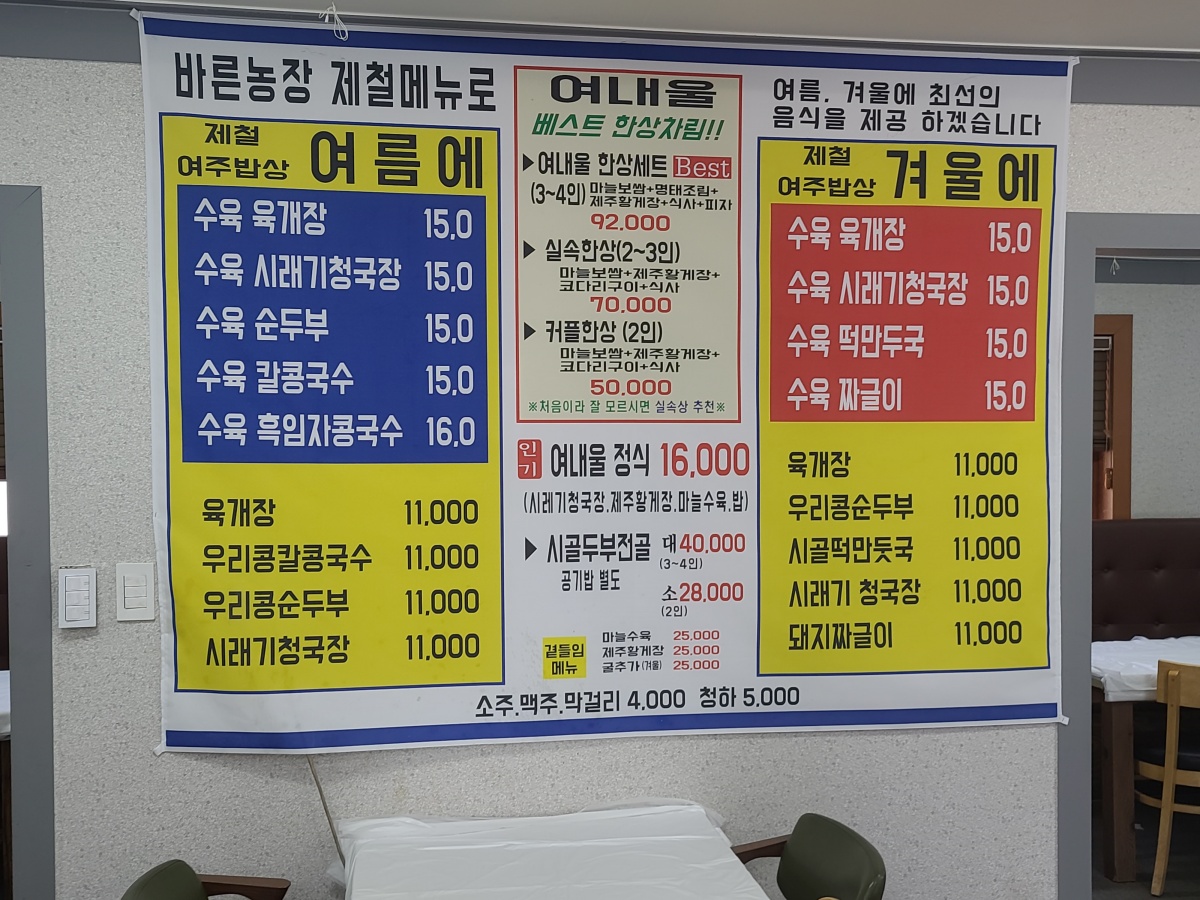 바른농장 제철메뉴로
제철
여주밥상
여름에
수육 육개장 15,0
수육 시래기청국장 15,0
수육 순두부 15,0
수육 칼콩국수 15,0
수육 흑임자콩국수 16,0
육개장 11,000
우리콩칼콩국수 11,000
우리콩순두부 11,000
시래기청국장 11,000
여내울
베스트 한상차림!!
▶여내울 한상세트 Best
(3~4인) 마늘보쌈+명태조림+
제주황게장+식사+피자
92,000
▶ 실속한상(2~3인)
마늘보쌈+제주황게장+
코다리구이+식사
70,000
▶ 커플한상 (2인)
마늘보쌈+제주황게장+
코다리구이+식사
50,000
※처음이라 잘 모르시면 실속상 추천※
인기 여내울 정식 16,000
(시래기청국장.제주황게장.마늘수육.밥)
▶ 시골두부전골 대40,000
(3~4인)
공기밥 별도
소28,000
(2인)
곁들임
메뉴
마늘수육 25,000
제주황게장 25,000
굴추가(겨울) 25,000
여름, 겨울에 최선의
음식을 제공 하겠습니다
제철
여주밥상
겨울에
수육 육개장 15,0
수육 시래기청국장 15,0
수육 떡만두국 15,0
수육 짜글이 15,0
육개장 11,000
우리콩순두부 11,000
시골떡만둣국 11,000
시래기 청국장 11,000
돼지짜글이 11,000
소주.맥주.막걸리 4,000 청하 5,000